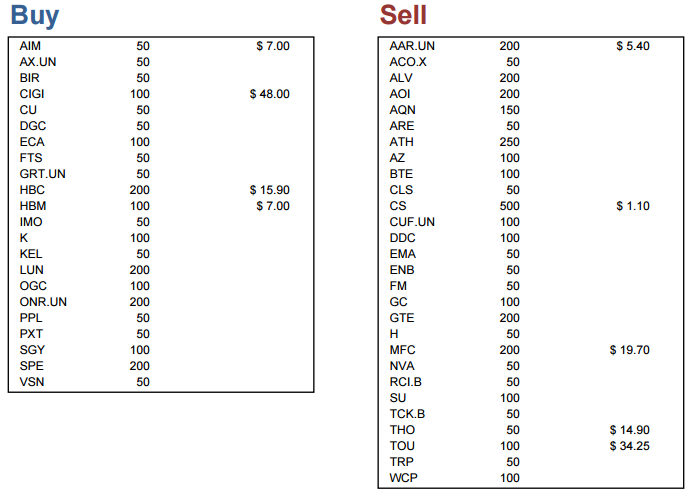 Buy
AIM 50 $ 7.00
AX.UN 50
BIR 50
CIGI 100 $ 48.00
CU 50
DGC 50
ECA 100
FTS 50
GRT.UN 50
HBC 200 $ 15.90
HBM 100 $ 7.00
IMO 50
K 100
KEL 50
LUN 200
OGC 100
ONR.UN 200
PPL 50
PXT 50
SGY 100
SPE 200
VSN 50
Sell
AAR.UN 200 $ 5.40
ACO.X 50
ALV 200
AOI 200
AQN 150
ARE 50
ATH 250
AZ 100
BTE 100
CLS 50
CS 500 $ 1.10
CUF.UN 100
DDC 100
EMA 50
ENB 50
FM 50
GC 100
GTE 200
H 50
MFC 200 $ 19.70
NVA 50
RCI.B 50
SU 100
TCK.B 50
THO 50 $ 14.90
TOU 100 $ 34.25
TRP 50
WCP 100